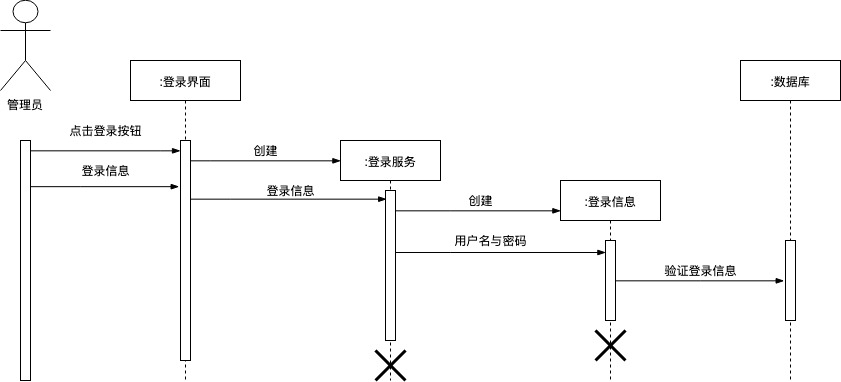 管理员
:登录界面
:数据库
点击登录按钮
创建
:登录服务
登录信息
登录信息
创建
:登录信息
用户名与密码
验证登录信息